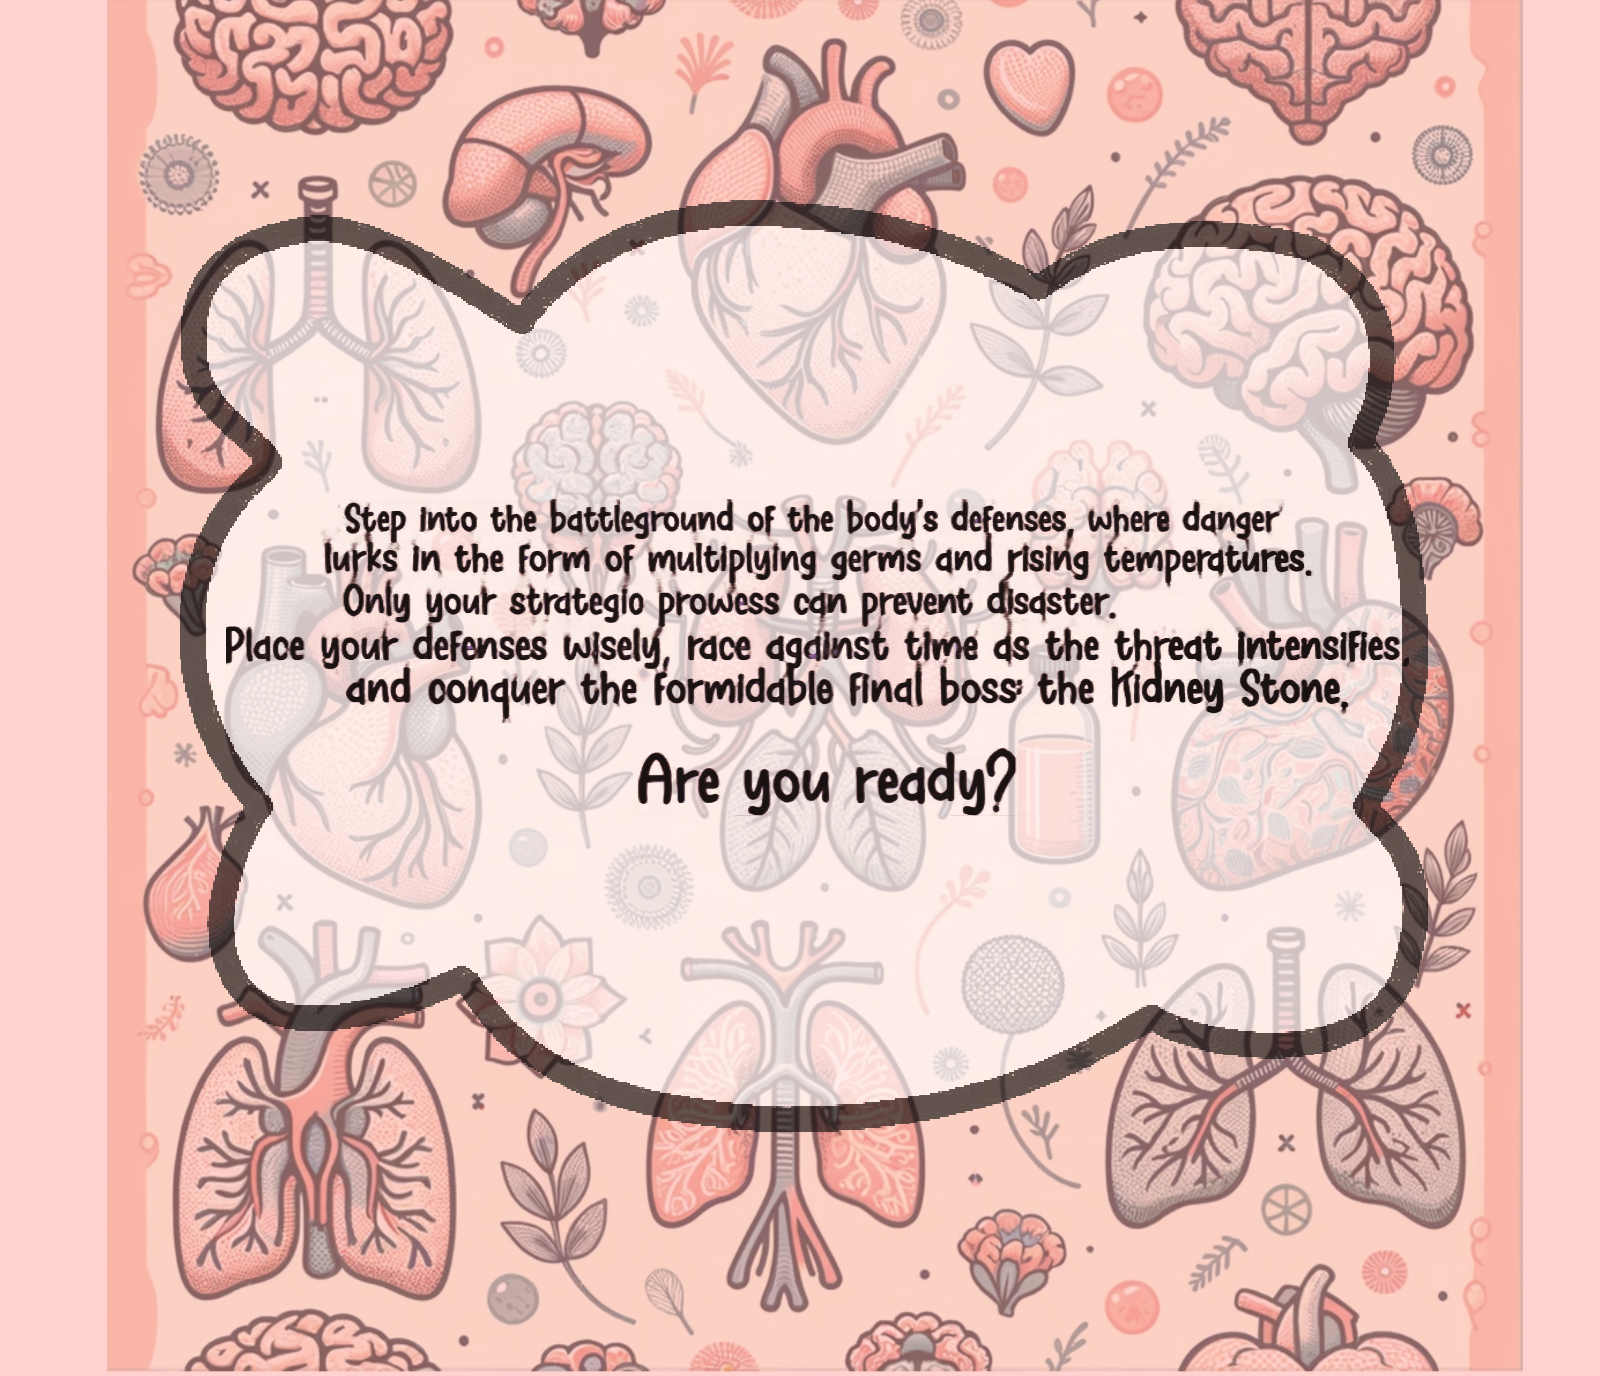 Step into the battleground of the body's defenses, where danger
lurks in the form of multiplying germs and rising temperatures.
Only your strategic prowess can prevent disaster.
Place your defenses wisely, race against time as the threat intensifies,
and conquer the formidable final boss: the Kidney Stone.
Are you ready?